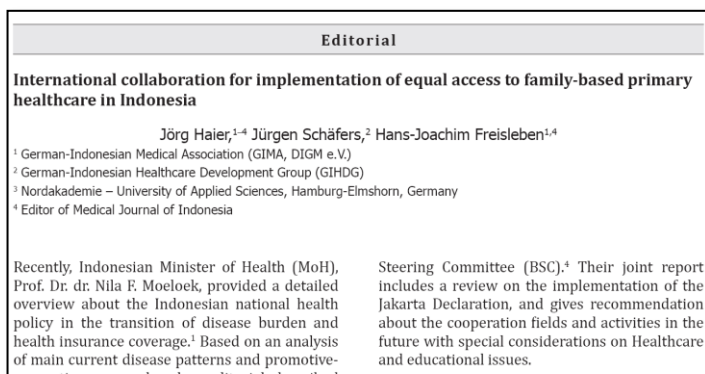 Editorial
International collaboration for implementation of equal access to family-based primary
healthcare in Indonesia
Jörg Haier,¹⁻⁴ Jürgen Schäfers,² Hans-Joachim Freisleben¹,⁴
¹ German-Indonesian Medical Association (GIMA, DIGM e.V.)
² German-Indonesian Healthcare Development Group (GIHDG)
³ Nordakademie – University of Applied Sciences, Hamburg-Elmshorn, Germany
⁴ Editor of Medical Journal of Indonesia
Recently, Indonesian Minister of Health (MoH),
Prof. Dr. dr. Nila F. Moeloek, provided a detailed
overview about the Indonesian national health
policy in the transition of disease burden and
health insurance coverage.¹ Based on an analysis
of main current disease patterns and promotive-
Steering Committee (BSC).⁴ Their joint report
includes a review on the implementation of the
Jakarta Declaration, and gives recommendation
about the cooperation fields and activities in the
future with special considerations on Healthcare
and educational issues.